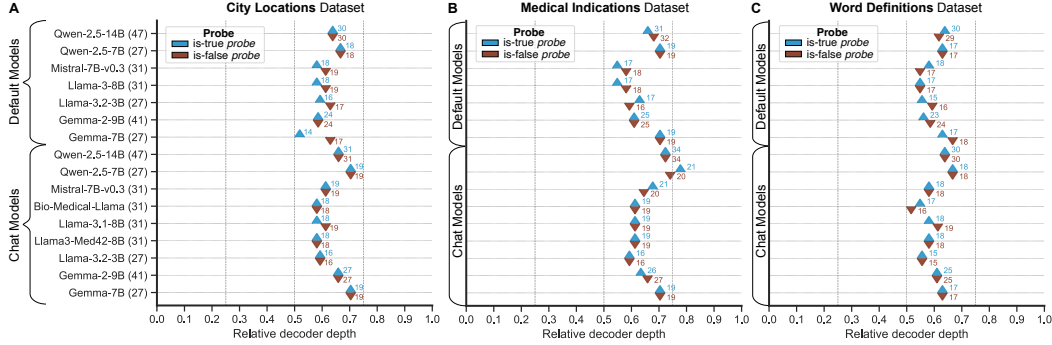 A
City Locations Dataset
Default Models
Chat Models
Probe
is-true probe
is-false probe
Qwen-2.5-14B (47)
30
30
Qwen-2.5-7B (27)
18
18
Mistral-7B-v0.3 (31)
18
19
Llama-3-8B (31)
18
19
Llama-3.2-3B (27)
16
17
Gemma-2-9B (41)
24
24
Gemma-7B (27)
14
17
Qwen-2.5-14B (47)
31
31
Qwen-2.5-7B (27)
19
19
Mistral-7B-v0.3 (31)
19
19
Bio-Medical-Llama (31)
18
18
Llama-3.1-8B (31)
18
19
Llama3-Med42-8B (31)
18
18
Llama-3.2-3B (27)
16
16
Gemma-2-9B (41)
27
27
Gemma-7B (27)
19
19
0.0 0.1 0.2 0.3 0.4 0.5 0.6 0.7 0.8 0.9 1.0
Relative decoder depth
B
Medical Indications Dataset
Default Models
Chat Models
Probe
is-true probe
is-false probe
31
32
19
19
17
18
17
18
17
16
25
25
19
19
34
34
21
20
21
20
19
19
19
19
19
19
16
16
26
27
19
19
0.0 0.1 0.2 0.3 0.4 0.5 0.6 0.7 0.8 0.9 1.0
Relative decoder depth
C
Word Definitions Dataset
Default Models
Chat Models
Probe
is-true probe
is-false probe
30
29
17
17
18
17
17
17
15
16
23
24
17
18
30
30
18
18
18
18
17
16
18
19
18
18
15
15
25
25
17
17
0.0 0.1 0.2 0.3 0.4 0.5 0.6 0.7 0.8 0.9 1.0
Relative decoder depth